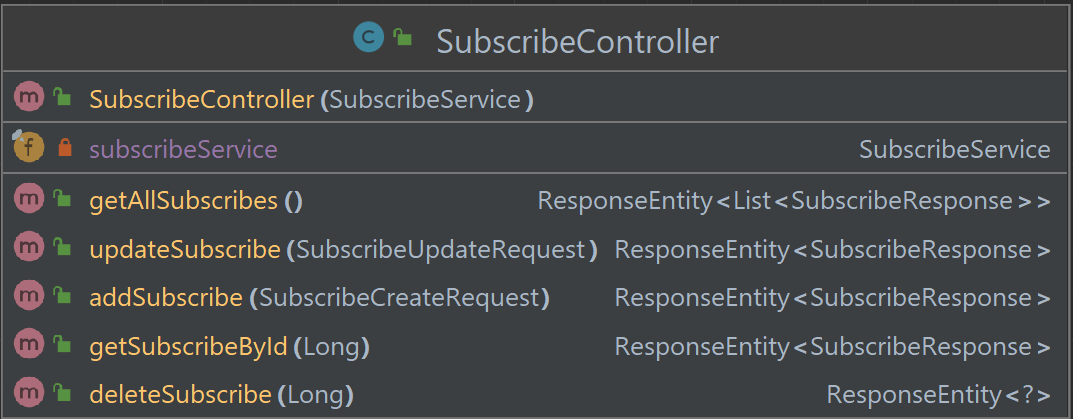 C SubscribeController
m SubscribeController(SubscribeService)
f subscribeService SubscribeService
m getAllSubscribes() ResponseEntity<List<SubscribeResponse>>
m updateSubscribe(SubscribeUpdateRequest) ResponseEntity<SubscribeResponse>
m addSubscribe(SubscribeCreateRequest) ResponseEntity<SubscribeResponse>
m getSubscribeById(Long) ResponseEntity<SubscribeResponse>
m deleteSubscribe(Long) ResponseEntity<?>